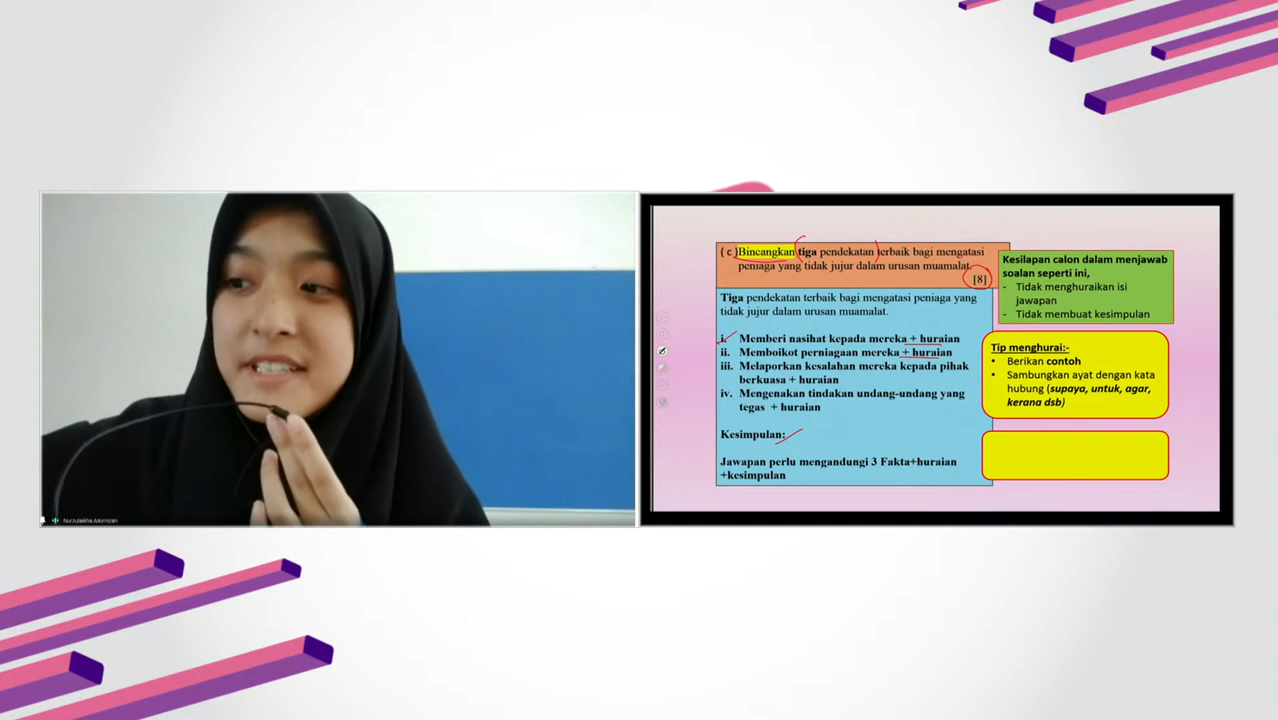 ( c )Bincangkan tiga pendekatan terbaik bagi mengatasi
peniaga yang tidak jujur dalam urusan muamalat.
[8]
Tiga pendekatan terbaik bagi mengatasi peniaga yang
tidak jujur dalam urusan muamalat.
i. Memberi nasihat kepada mereka + huraian
ii. Memboikot perniagaan mereka + huraian
iii. Melaporkan kesalahan mereka kepada pihak
berkuasa + huraian
iv. Mengenakan tindakan undang-undang yang
tegas + huraian
Kesimpulan:
Jawapan perlu mengandungi 3 Fakta+huraian
+kesimpulan
Kesilapan calon dalam menjawab
soalan seperti ini,
- Tidak menghuraikan isi
jawapan
- Tidak membuat kesimpulan
Tip menghurai:-
• Berikan contoh
• Sambungkan ayat dengan kata
hubung (supaya, untuk, agar,
kerana dsb)